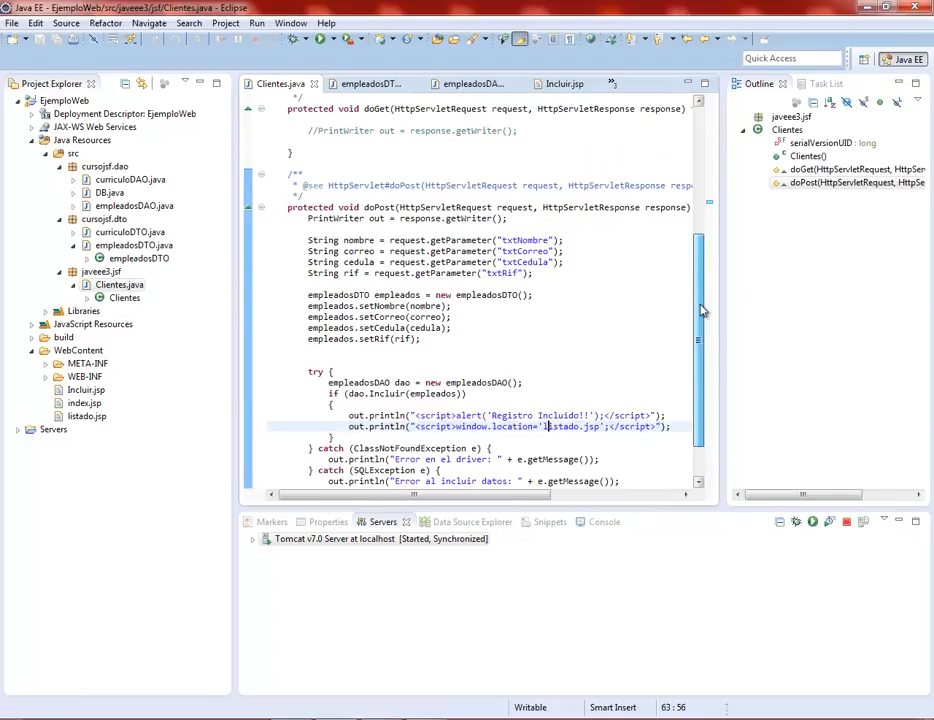 Java EE - EjemploWeb/src/javeee3/jsf/Clientes.java - Eclipse
File Edit Source Refactor Navigate Search Project Run Window Help
Quick Access
Java EE
Project Explorer
EjemploWeb
Deployment Descriptor: EjemploWeb
JAX-WS Web Services
Java Resources
src
cursojsf.dao
curriculoDAO.java
DB.java
empleadosDAO.java
cursojsf.dto
curriculoDTO.java
empleadosDTO.java
empleadosDTO
javeee3.jsf
Clientes.java
Clientes
Libraries
JavaScript Resources
build
WebContent
META-INF
WEB-INF
Incluir.jsp
index.jsp
listado.jsp
Servers
Clientes.java
empleadosDT...
empleadosDA...
Incluir.jsp
*/
protected void doGet(HttpServletRequest request, HttpServletResponse response)
//PrintWriter out = response.getWriter();
}
/**
* @see HttpServlet#doPost(HttpServletRequest request, HttpServletResponse resp
*/
protected void doPost(HttpServletRequest request, HttpServletResponse response)
PrintWriter out = response.getWriter();
String nombre = request.getParameter("txtNombre");
String correo = request.getParameter("txtCorreo");
String cedula = request.getParameter("txtCedula");
String rif = request.getParameter("txtRif");
empleadosDTO empleados = new empleadosDTO();
empleados.setNombre(nombre);
empleados.setCorreo(correo);
empleados.setCedula(cedula);
empleados.setRif(rif);
try {
empleadosDAO dao = new empleadosDAO();
if (dao.Incluir(empleados))
{
out.println("<script>alert('Registro Incluido!!');</script>");
out.println("<script>window.location='listado.jsp';</script>");
}
} catch (ClassNotFoundException e) {
out.println("Error en el driver: " + e.getMessage());
} catch (SQLException e) {
out.println("Error al incluir datos: " + e.getMessage());
Outline
Task List
javeee3.jsf
Clientes
serialVersionUID : long
Clientes()
doGet(HttpServletRequest, HttpSe
doPost(HttpServletRequest, HttpSe
Markers Properties Servers Data Source Explorer Snippets Console
Tomcat v7.0 Server at localhost [Started, Synchronized]
Writable Smart Insert 63 : 56